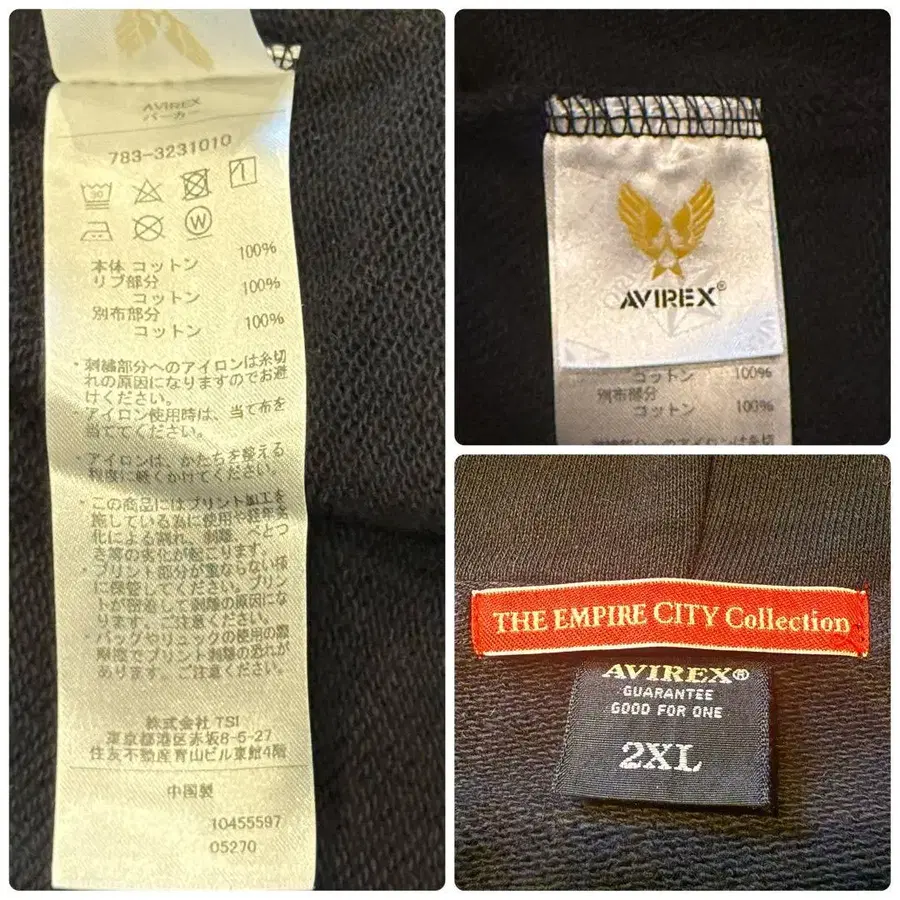 AVIREX
パーカー
783-3231010
本体 コットン 100%
リブ部分
コットン 100%
別布部分
コットン 100%
・刺繍部分へのアイロンは糸切
れの原因になりますのでお避
けください。
・アイロン使用時は、当て布を
当ててください。
・アイロンは、かたちを整える
程度に軽くかけてください。
・この商品にはプリント加工を
施している為に使用や経年変
化による割れ、剥離、べとつ
き等の劣化が起こります。
・プリント部分が重ならない様
に保管してください。プリン
トが密着して剥離の原因にな
ります。ご注意ください。
・バッグやリュックの使用の摩
擦度でプリント剥離の恐れが
あります。ご注意ください。
株式会社 TSI
東京都港区赤坂8-5-27
住友不動産青山ビル東館4階
中国製
10455597
05270
AVIREX®
コットン 100%
別布部分
コットン 100%
刺繍部分へのアイロンは糸切
THE EMPIRE CITY Collection
AVIREX®
GUARANTEE
GOOD FOR ONE
2XL